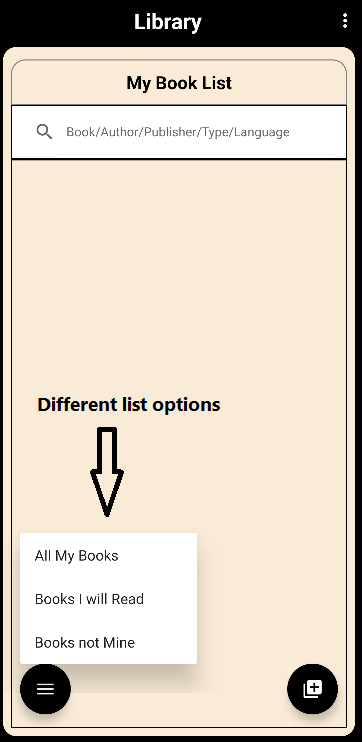 Library
My Book List
Book/Author/Publisher/Type/Language
Different list options
All My Books
Books I will Read
Books not Mine